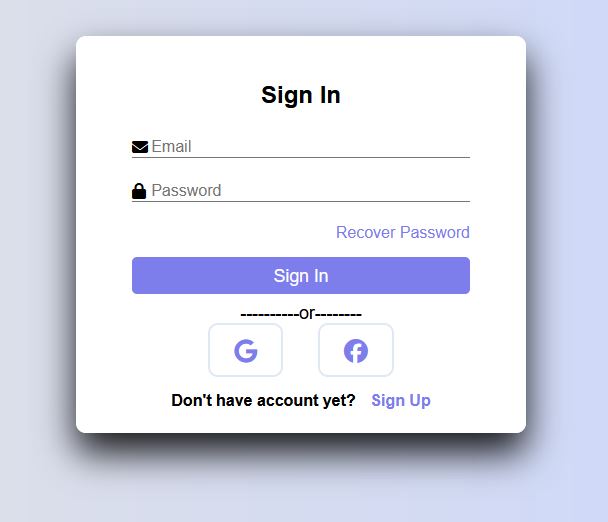 Sign In
Email
Password
Recover Password
Sign In
----------or--------
Don't have account yet? Sign Up